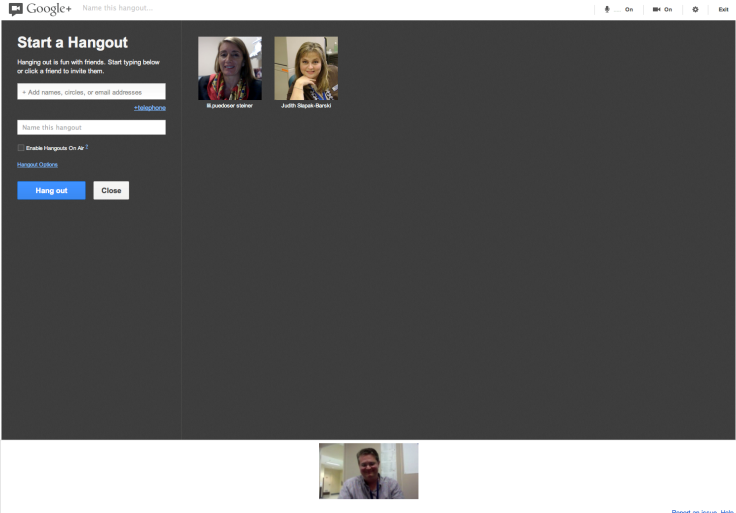 Google+ Name this hangout...
... On
On
Exit
Start a Hangout
Hanging out is fun with friends. Start typing below
or click a friend to invite them.
+ Add names, circles, or email addresses
+telephone
Name this hangout
Enable Hangouts On Air ?
Hangout Options
Hang out
Close
lil.puedoser steiner
Judith Slapak-Barski
Report an issue Help